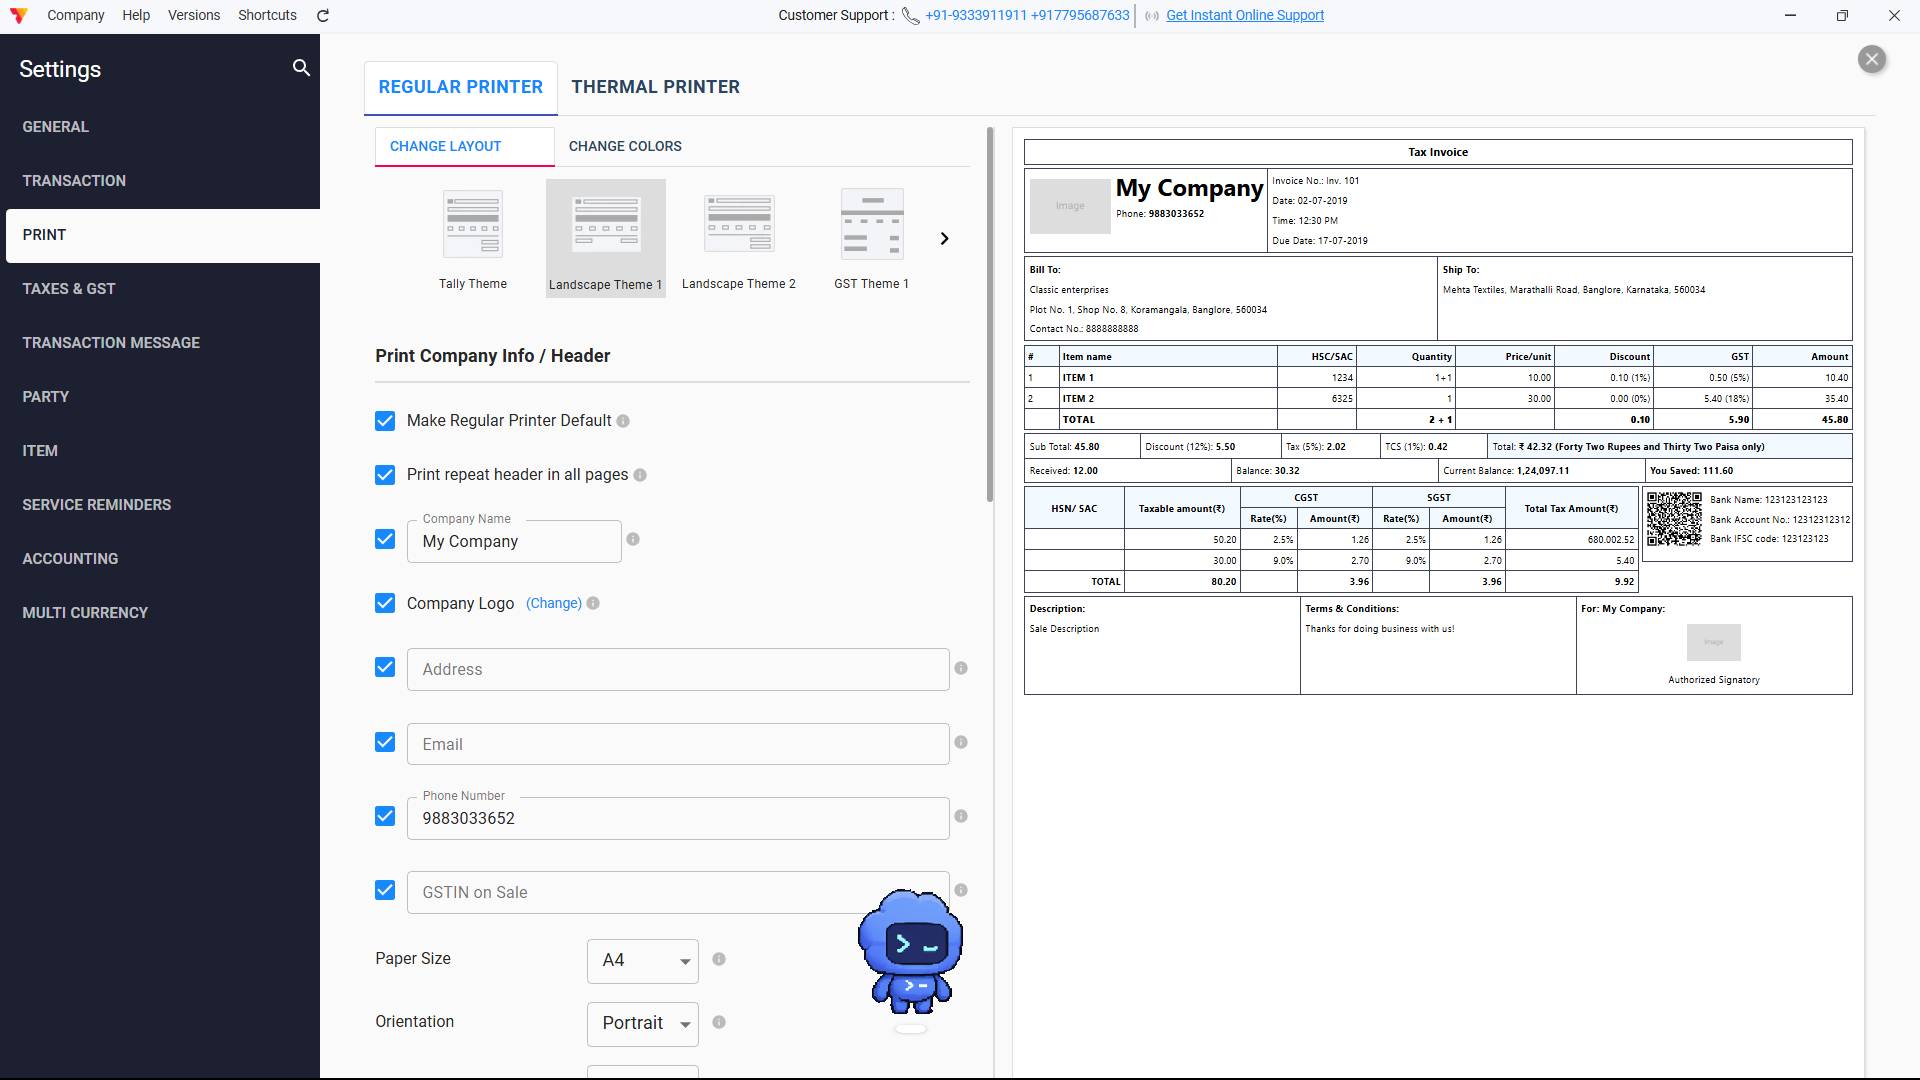 Company Help Versions Shortcuts
Customer Support : +91-9333911911 +917795687633 Get Instant Online Support
Settings
GENERAL
TRANSACTION
PRINT
TAXES & GST
TRANSACTION MESSAGE
PARTY
ITEM
SERVICE REMINDERS
ACCOUNTING
MULTI CURRENCY
REGULAR PRINTER THERMAL PRINTER
CHANGE LAYOUT CHANGE COLORS
Tally Theme Landscape Theme 1 Landscape Theme 2 GST Theme 1
Print Company Info / Header
Make Regular Printer Default
Print repeat header in all pages
Company Name
My Company
Company Logo (Change)
Address
Email
Phone Number
9883033652
GSTIN on Sale
Paper Size A4
Orientation Portrait
Tax Invoice
Image
My Company
Phone: 9883033652
Invoice No.: Inv. 101
Date: 02-07-2019
Time: 12:30 PM
Due Date: 17-07-2019
Bill To:
Classic enterprises
Plot No. 1, Shop No. 8, Koramangala, Banglore, 560034
Contact No.: 8888888888
Ship To:
Mehta Textiles, Marathalli Road, Banglore, Karnataka, 560034
# Item name HSC/SAC Quantity Price/unit Discount GST Amount
1 ITEM 1 1234 1+1 10.00 0.10 (1%) 0.50 (5%) 10.40
2 ITEM 2 6325 1 30.00 0.00 (0%) 5.40 (18%) 35.40
TOTAL 2 + 1 0.10 5.90 45.80
Sub Total: 45.80 Discount (12%): 5.50 Tax (5%): 2.02 TCS (1%): 0.42 Total: ₹ 42.32 (Forty Two Rupees and Thirty Two Paisa only)
Received: 12.00 Balance: 30.32 Current Balance: 1,24,097.11 You Saved: 111.60
HSN/ SAC Taxable amount(₹) CGST SGST Total Tax Amount(₹)
Rate(%) Amount(₹) Rate(%) Amount(₹)
50.20 2.5% 1.26 2.5% 1.26 680,002.52
30.00 9.0% 2.70 9.0% 2.70 5.40
TOTAL 80.20 3.96 3.96 9.92
Bank Name: 123123123123
Bank Account No.: 12312312312
Bank IFSC code: 123123123
Description:
Sale Description
Terms & Conditions:
Thanks for doing business with us!
For: My Company:
Image
Authorized Signatory